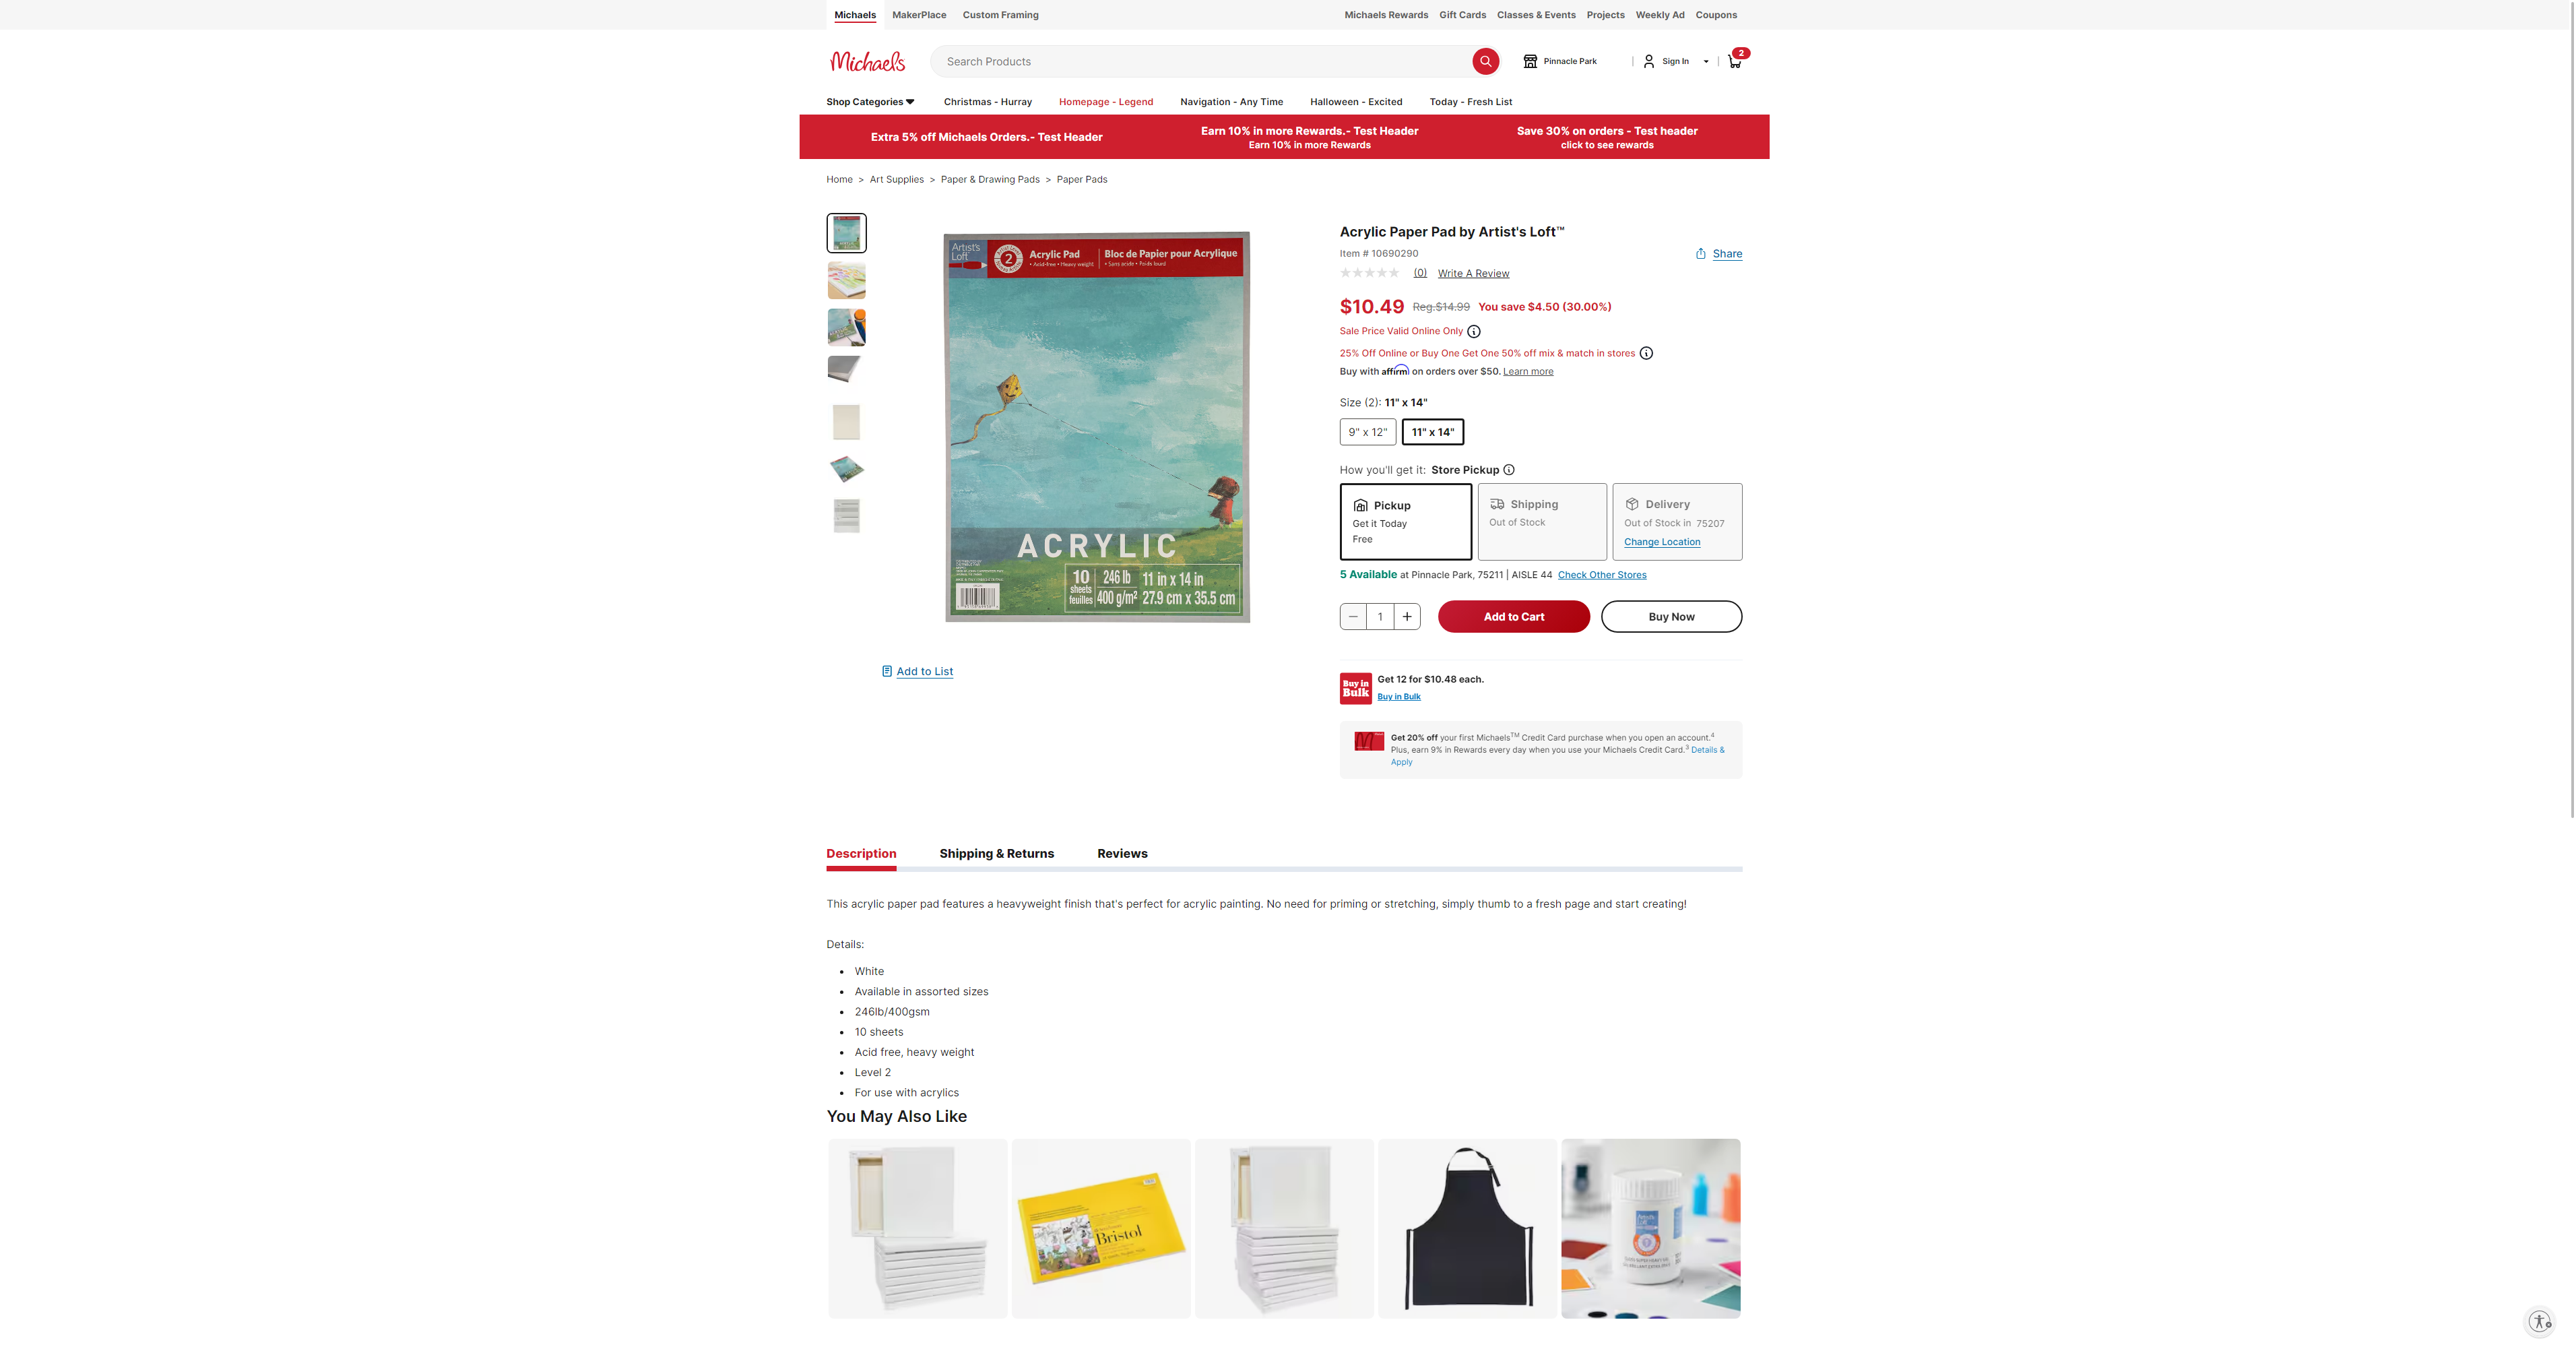 Michaels MakerPlace Custom Framing Michaels Rewards Gift Cards Classes & Events Projects Weekly Ad Coupons
Michaels Search Products Pinnacle Park | Sign In | 2
Shop Categories Christmas - Hurray Homepage - Legend Navigation - Any Time Halloween - Excited Today - Fresh List
Extra 5% off Michaels Orders.- Test Header
Earn 10% in more Rewards.- Test Header
Earn 10% in more Rewards
Save 30% on orders - Test header
click to see rewards
Home > Art Supplies > Paper & Drawing Pads > Paper Pads
Artist's
Loft
2
Acrylic Pad
• Acid-free • Heavy weight
Bloc de Papier pour Acrylique
• Sans acide • Poids lourd
ACRYLIC
10
sheets
feuilles
246 lb
400 g/m²
11 in x 14 in
27.9 cm x 35.5 cm
Add to List
Acrylic Paper Pad by Artist's Loft™
Item # 10690290
Share
(0) Write A Review
$10.49 Reg.$14.99 You save $4.50 (30.00%)
Sale Price Valid Online Only
25% Off Online or Buy One Get One 50% off mix & match in stores
Buy with affirm on orders over $50. Learn more
Size (2): 11" x 14"
9" x 12" 11" x 14"
How you'll get it: Store Pickup
Pickup
Get it Today
Free
Shipping
Out of Stock
Delivery
Out of Stock in 75207
Change Location
5 Available at Pinnacle Park, 75211 | AISLE 44 Check Other Stores
1 Add to Cart Buy Now
Buy in
Bulk
Get 12 for $10.48 each.
Buy in Bulk
Get 20% off your first Michaels™ Credit Card purchase when you open an account.4
Plus, earn 9% in Rewards every day when you use your Michaels Credit Card.3 Details &
Apply
Description Shipping & Returns Reviews
This acrylic paper pad features a heavyweight finish that's perfect for acrylic painting. No need for priming or stretching, simply thumb to a fresh page and start creating!
Details:
• White
• Available in assorted sizes
• 246lb/400gsm
• 10 sheets
• Acid free, heavy weight
• Level 2
• For use with acrylics
You May Also Like
Bristol